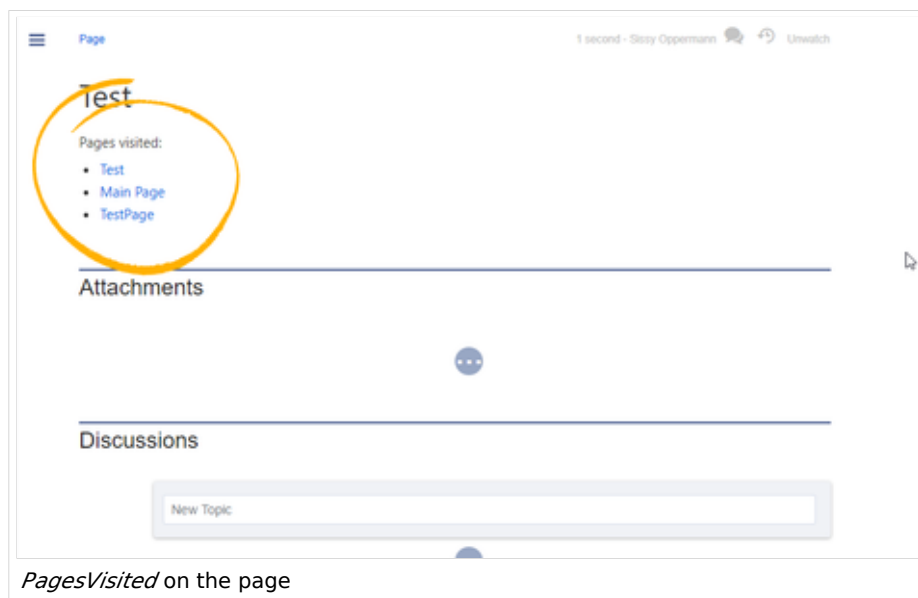 Page
1 second - Sissy Oppermann
Unwatch
Test
Pages visited:
Test
Main Page
TestPage
Attachments
Discussions
New Topic
PagesVisited on the page